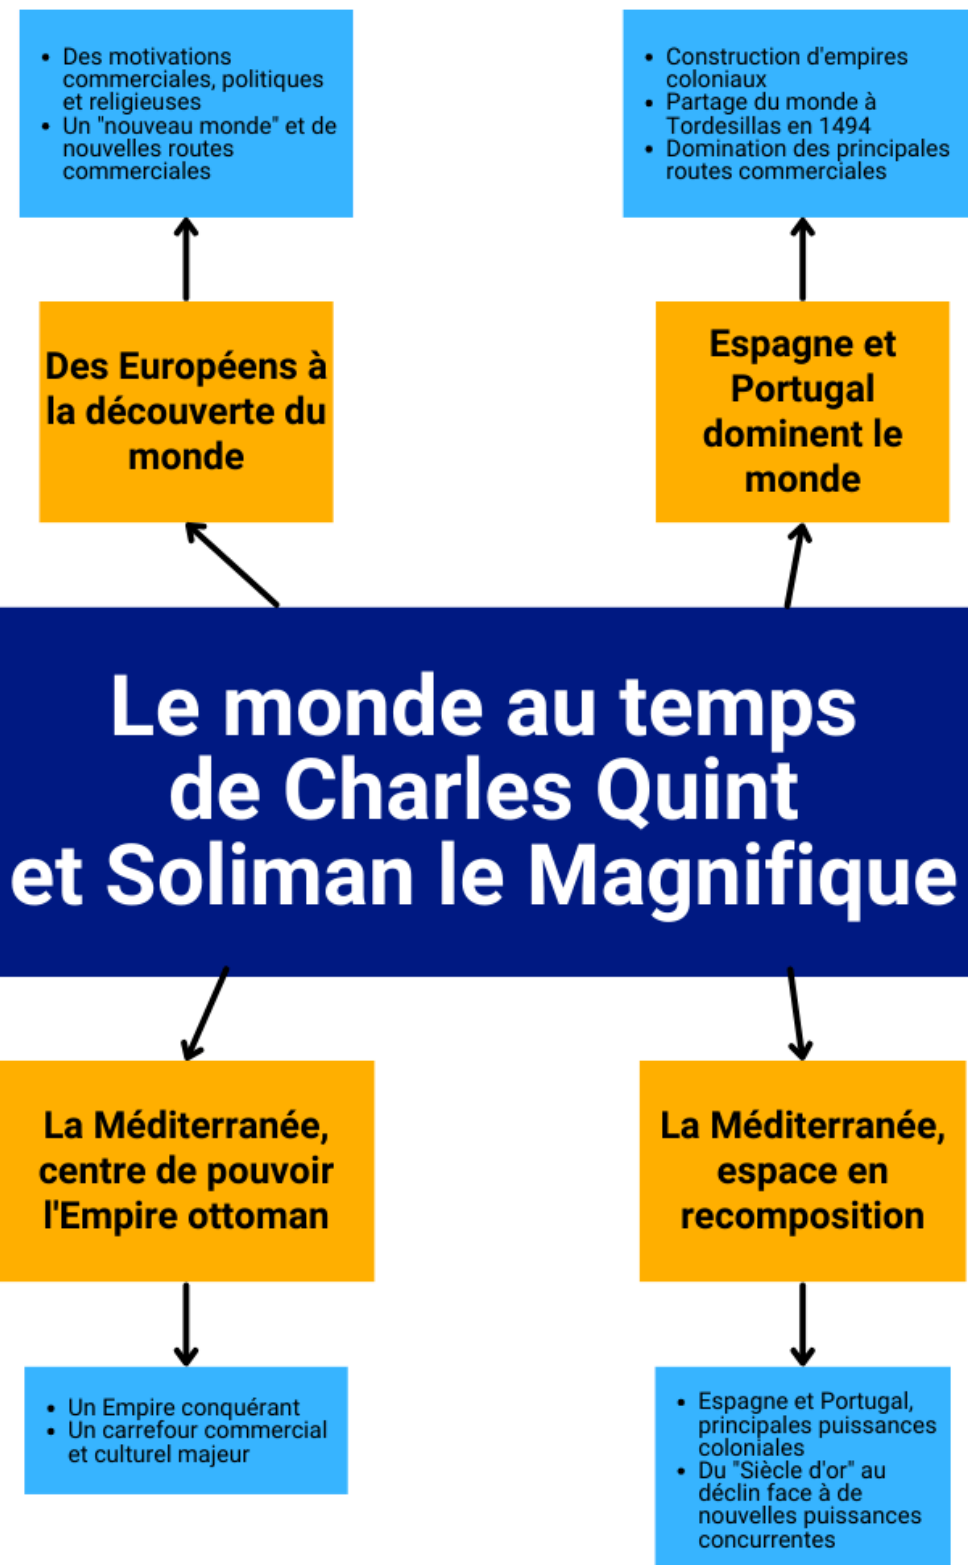 • Des motivations
commerciales, politiques
et religieuses
• Un "nouveau monde" et de
nouvelles routes
commerciales
• Construction d'empires
coloniaux
• Partage du monde à
Tordesillas en 1494
• Domination des principales
routes commerciales
Des Européens à
la découverte du
monde
Espagne et
Portugal
dominent le
monde
Le monde au temps
de Charles Quint
et Soliman le Magnifique
La Méditerranée,
centre de pouvoir
l'Empire ottoman
La Méditerranée,
espace en
recomposition
• Un Empire conquérant
• Un carrefour commercial
et culturel majeur
• Espagne et Portugal,
principales puissances
coloniales
• Du "Siècle d'or" au
déclin face à de
nouvelles puissances
concurrentes